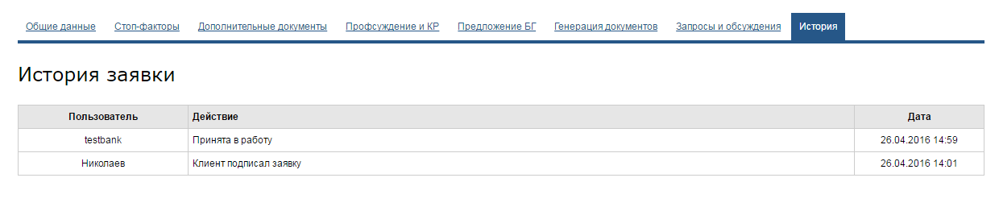 Общие данные Стоп-факторы Дополнительные документы Профсуждение и КР Предложение БГ Генерация документов Запросы и обсуждения История
История заявки
Пользователь Действие Дата
testbank Принята в работу 26.04.2016 14:59
Николаев Клиент подписал заявку 26.04.2016 14:01